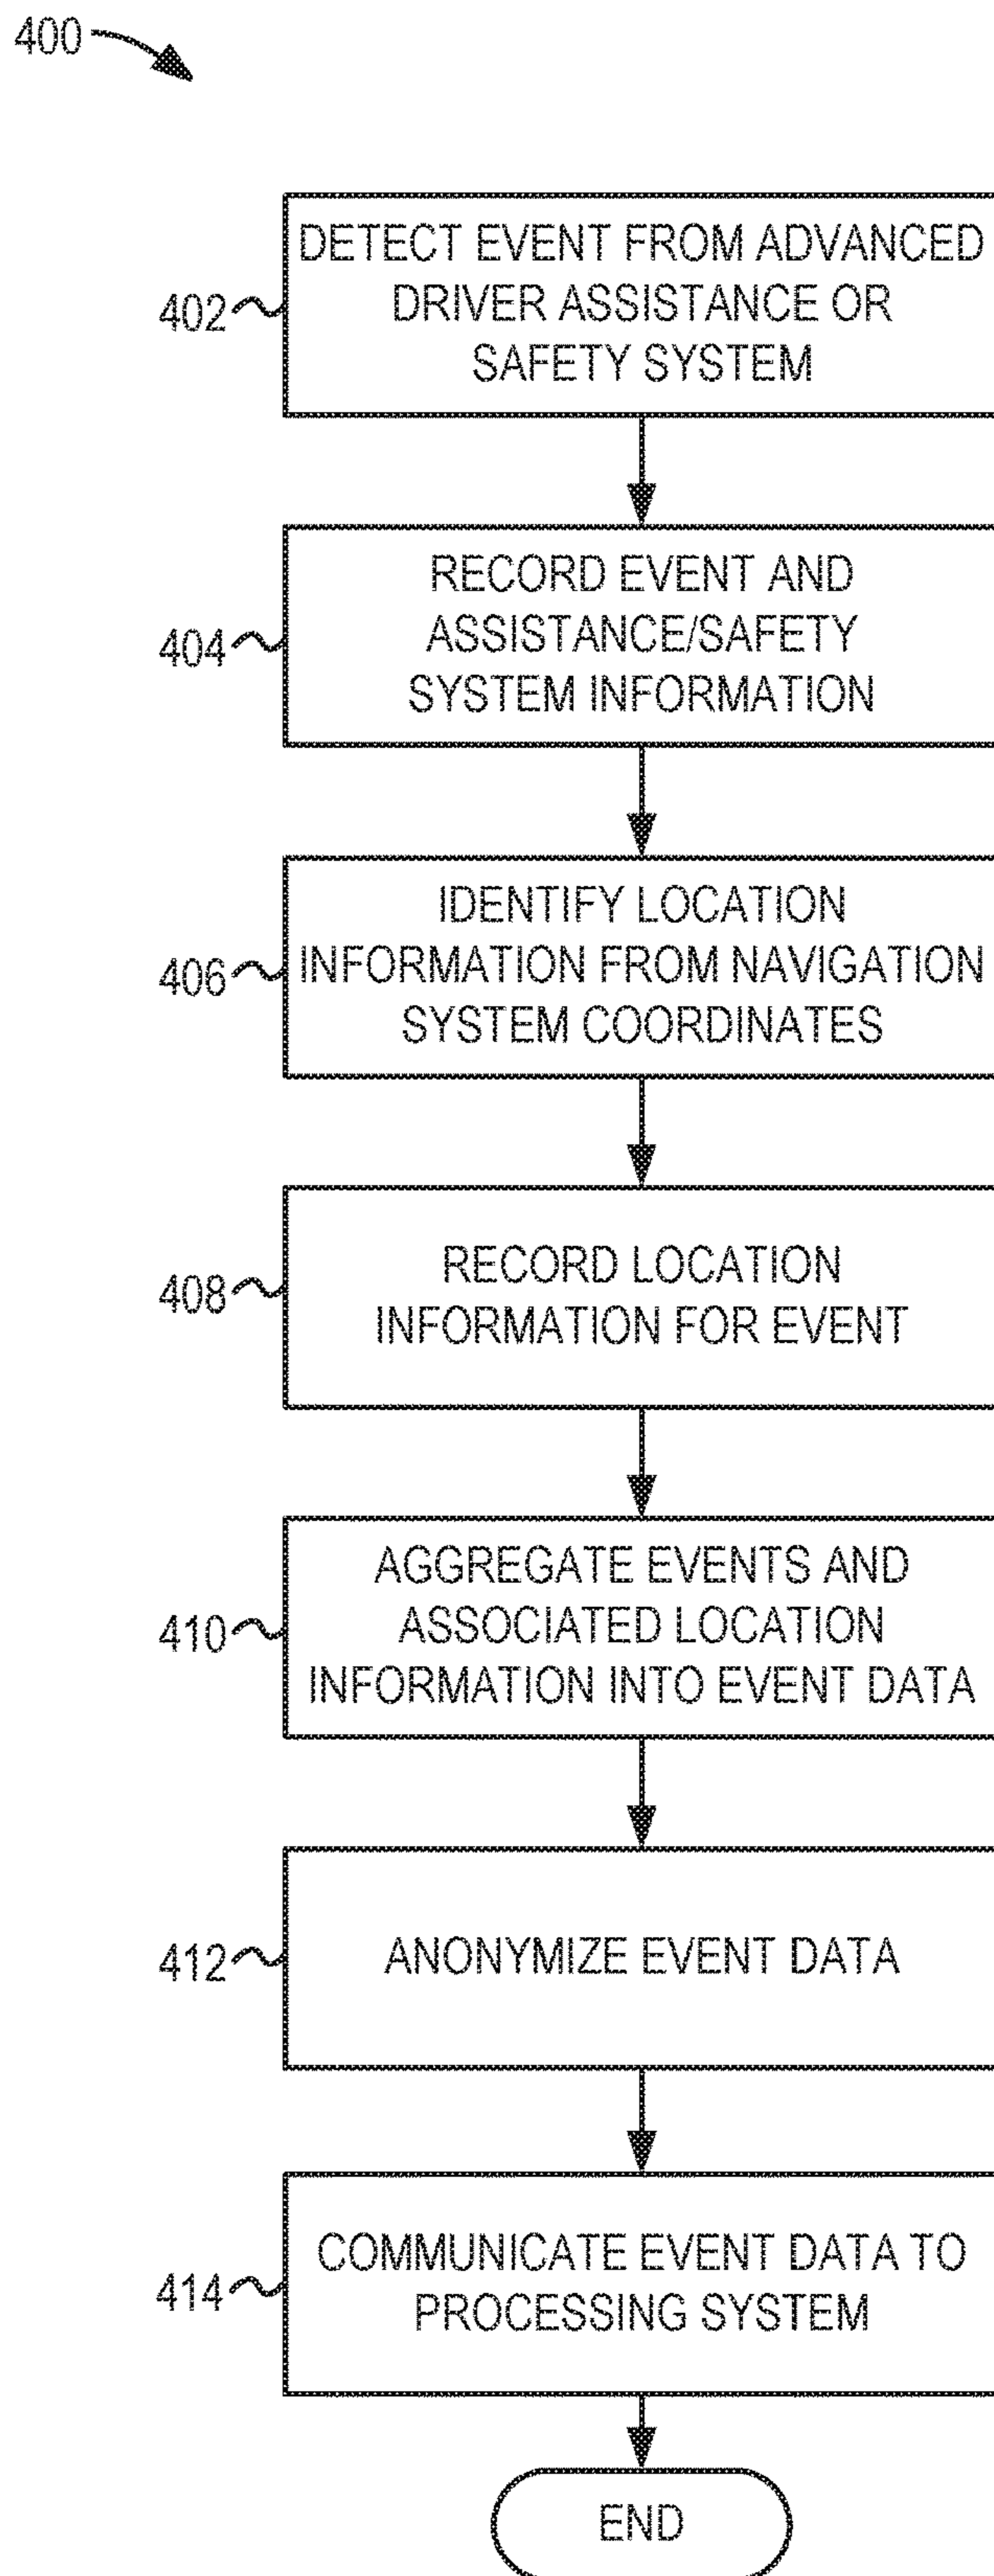 400
DETECT EVENT FROM ADVANCED
DRIVER ASSISTANCE OR
SAFETY SYSTEM
402
RECORD EVENT AND
ASSISTANCE/SAFETY
SYSTEM INFORMATION
404
IDENTIFY LOCATION
INFORMATION FROM NAVIGATION
SYSTEM COORDINATES
406
RECORD LOCATION
INFORMATION FOR EVENT
408
AGGREGATE EVENTS AND
ASSOCIATED LOCATION
INFORMATION INTO EVENT DATA
410
ANONYMIZE EVENT DATA
412
COMMUNICATE EVENT DATA TO
PROCESSING SYSTEM
414
END